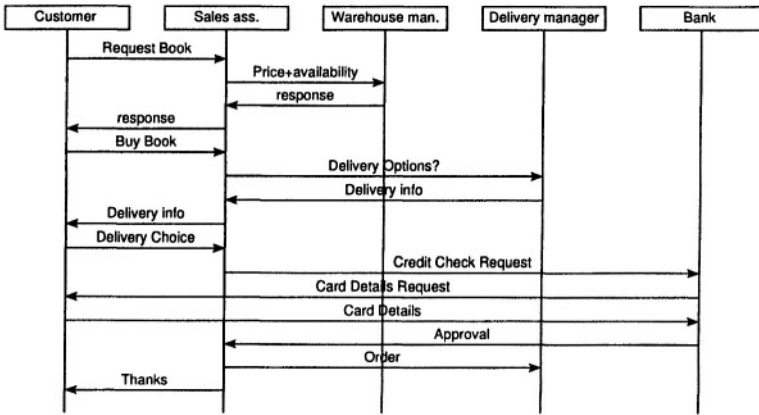 Customer
Sales ass.
Warehouse man.
Delivery manager
Bank
Request Book
Price+availability
response
response
Buy Book
Delivery Options?
Delivery info
Delivery info
Delivery Choice
Credit Check Request
Card Details Request
Card Details
Approval
Order
Thanks